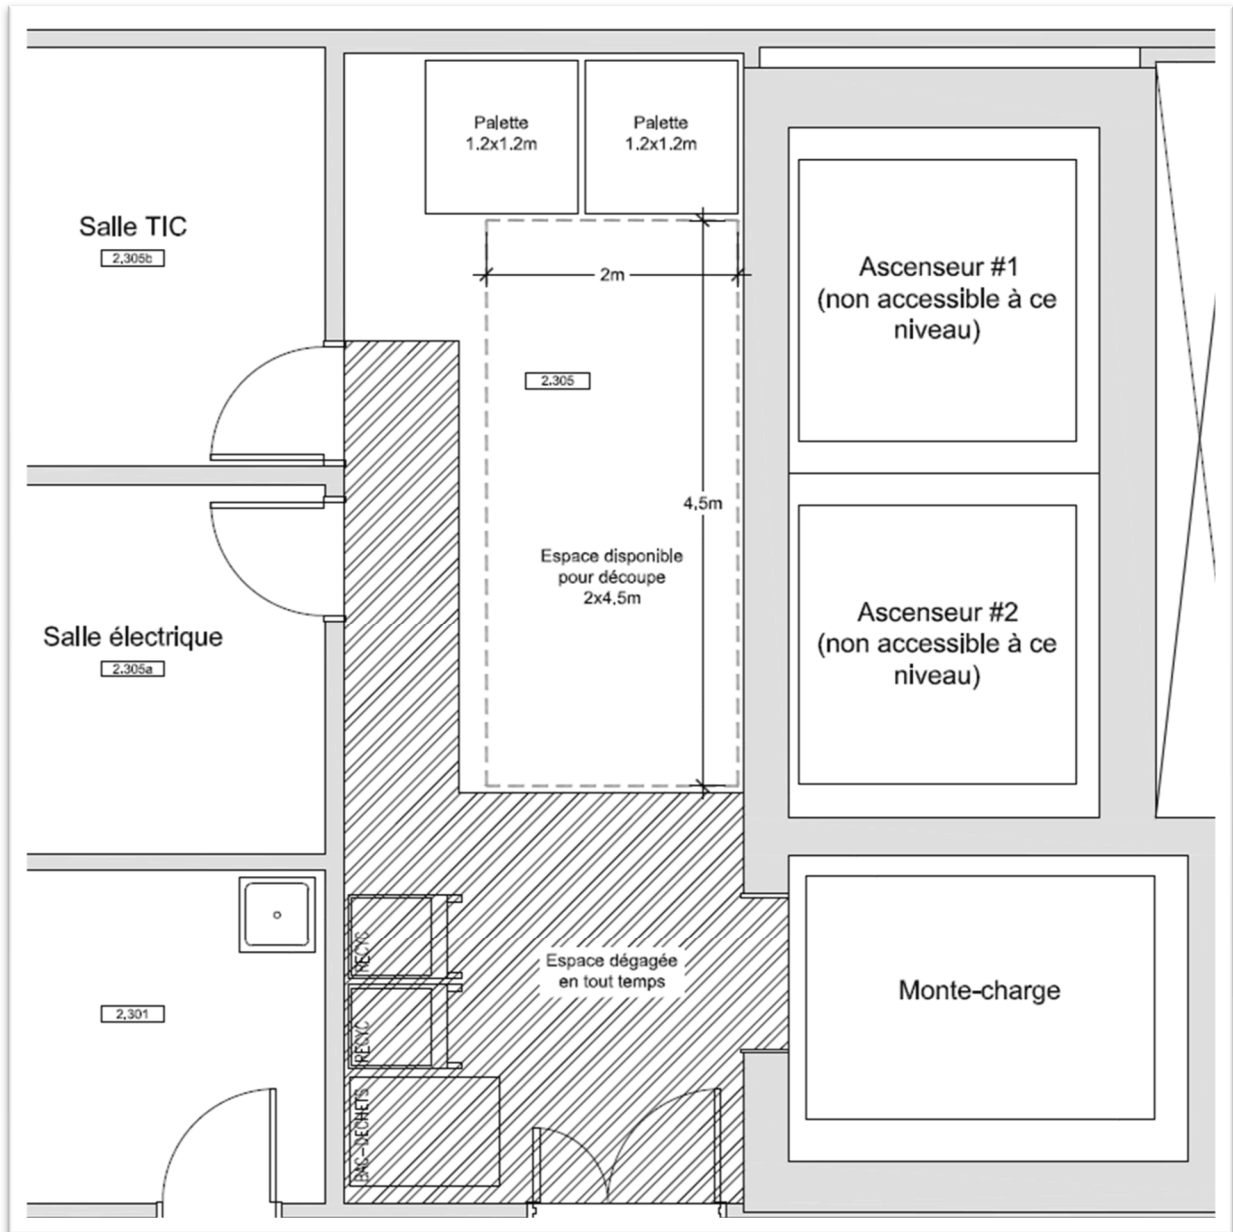 Palette
1.2x1.2m
Palette
1.2x1.2m
Salle TIC
2.305b
2m
Ascenseur #1
(non accessible à ce
niveau)
2.305
4.5m
Espace disponible
pour découpe
2x4.5m
Salle électrique
2.305a
Ascenseur #2
(non accessible à ce
niveau)
RECYC
Espace dégagée
en tout temps
Monte-charge
2.301
RECYC
BAC-DECHETS